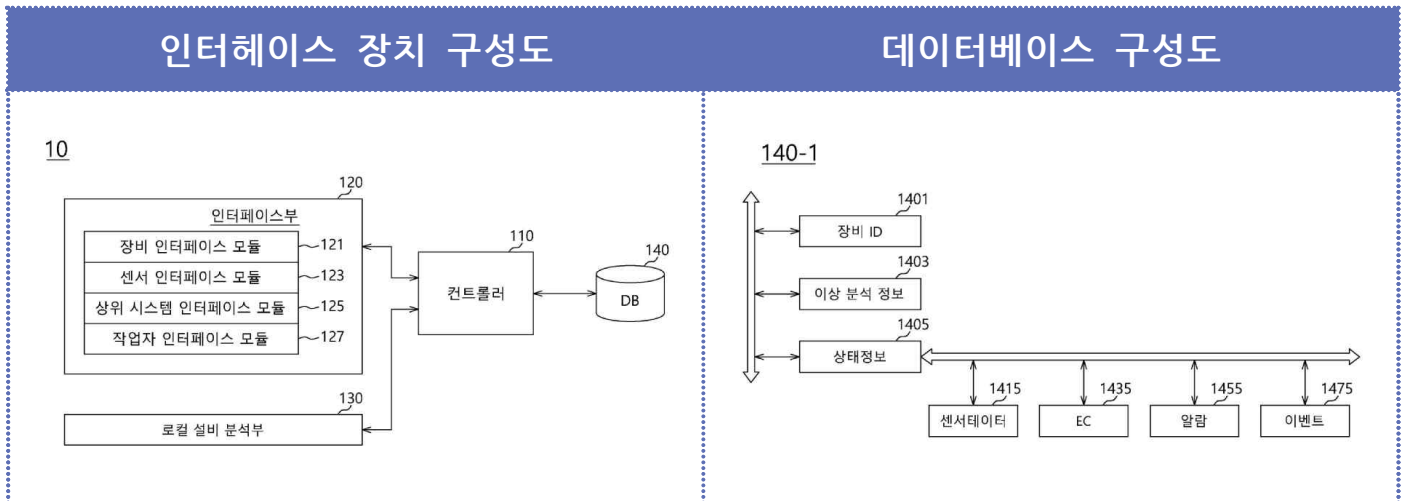 인터헤이스 장치 구성도
데이터베이스 구성도
10
120
인터페이스부
장비 인터페이스 모듈
121
센서 인터페이스 모듈
123
상위 시스템 인터페이스 모듈
125
작업자 인터페이스 모듈
127
110
컨트롤러
140
DB
130
로컬 설비 분석부
140-1
1401
장비 ID
1403
이상 분석 정보
1405
상태정보
1415
센서테이터
1435
EC
1455
알람
1475
이벤트